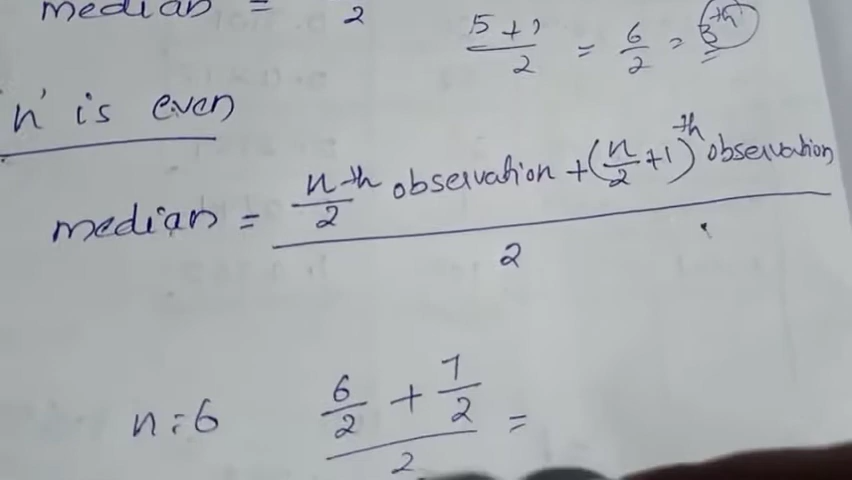 median = 2
5+1/2 = 6/2 = 3th
'n' is even
median = n/2 th observation + (n/2 +1)th observation / 2
n=6 6/2 + 7/2 / 2 =